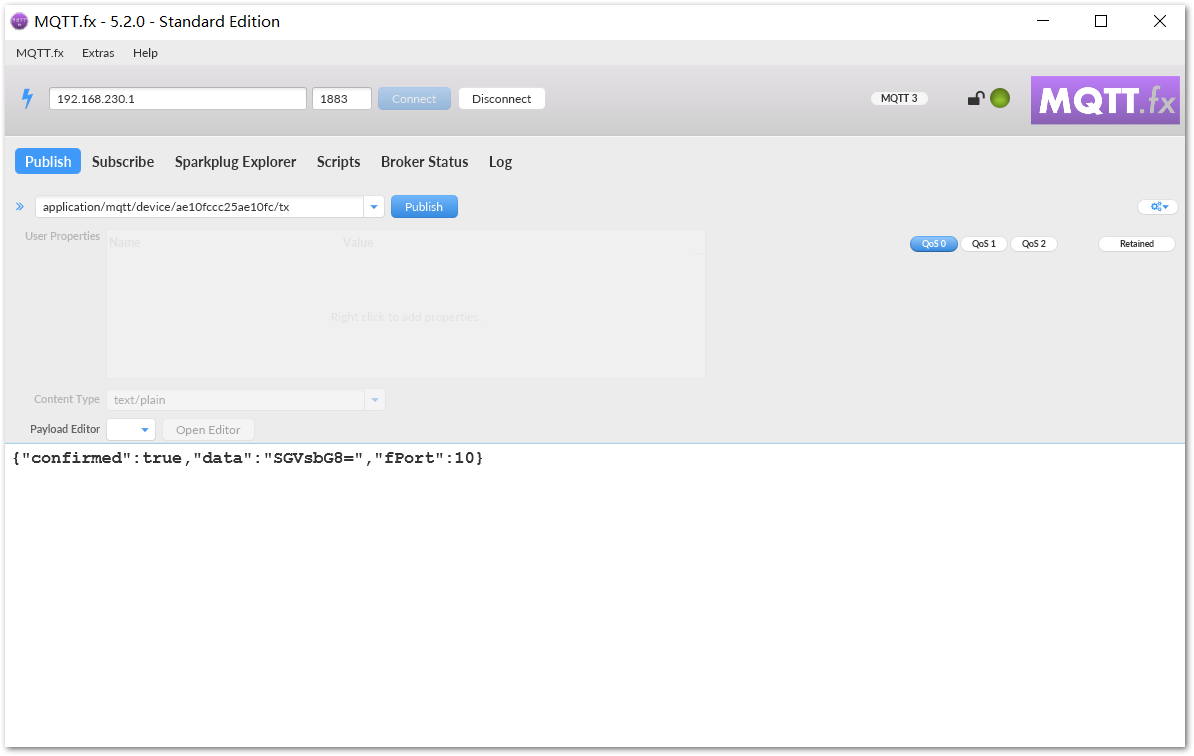 MQTT.fx - 5.2.0 - Standard Edition
MQTT.fx Extras Help
192.168.230.1 1883 Connect Disconnect MQTT 3 MQTT.fx
Publish Subscribe Sparkplug Explorer Scripts Broker Status Log
application/mqtt/device/ae10fccc25ae10fc/tx Publish
User Properties Name Value QoS 0 QoS 1 QoS 2 Retained
Right click to add properties
Content Type text/plain
Payload Editor Open Editor
{"confirmed":true,"data":"SGVsbG8=","fPort":10}